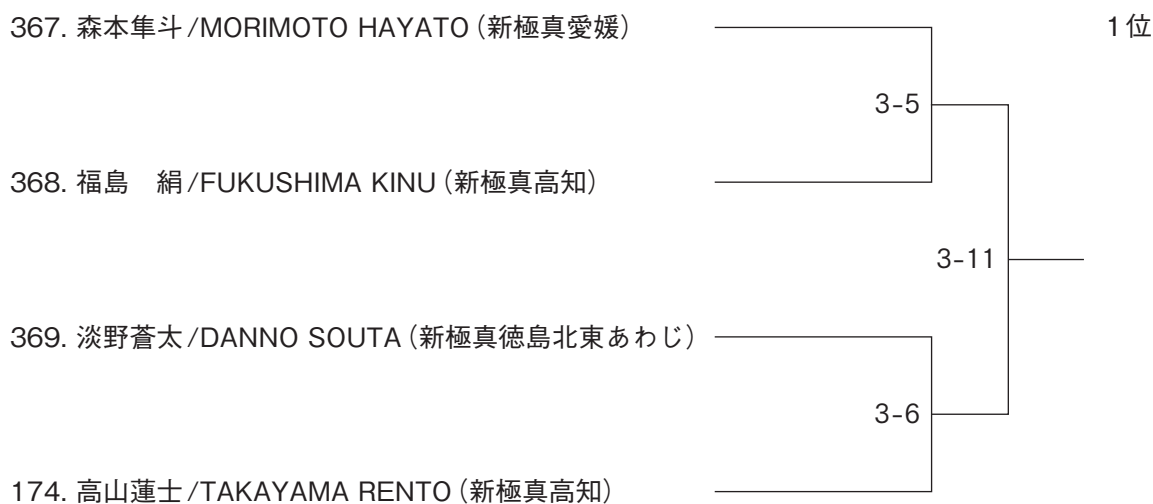 367. 森本隼斗/MORIMOTO HAYATO（新極真愛媛）
1位
3-5
368. 福島　絹/FUKUSHIMA KINU（新極真高知）
3-11
369. 淡野蒼太/DANNO SOUTA（新極真徳島北東あわじ）
3-6
174. 高山蓮士/TAKAYAMA RENTO（新極真高知）